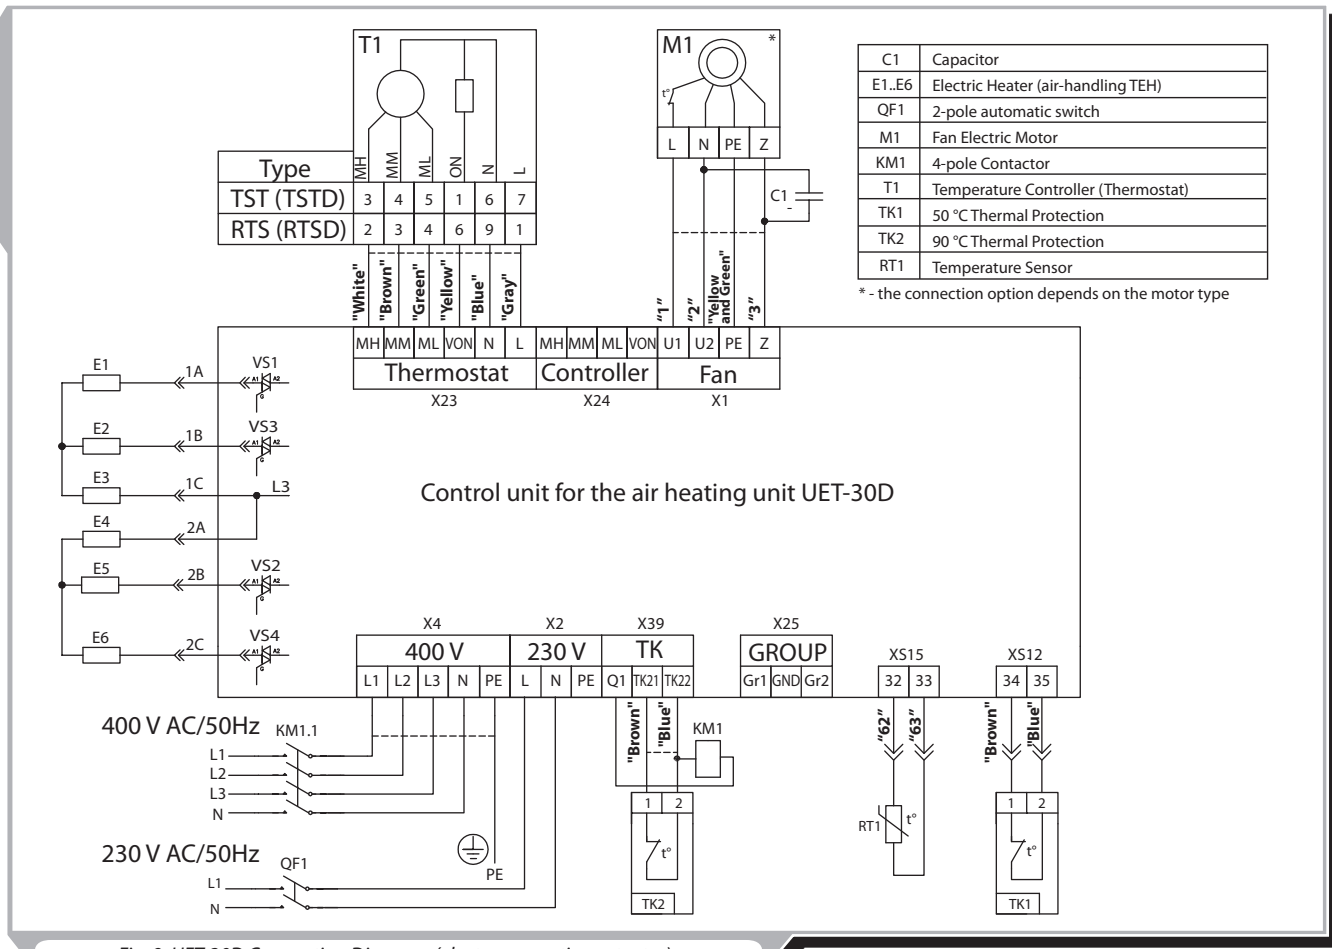 T1
M1
*
t°
L N PE Z
C1
-
C1 Capacitor
E1..E6 Electric Heater (air-handling TEH)
QF1 2-pole automatic switch
M1 Fan Electric Motor
KM1 4-pole Contactor
T1 Temperature Controller (Thermostat)
TK1 50 °C Thermal Protection
TK2 90 °C Thermal Protection
RT1 Temperature Sensor
* - the connection option depends on the motor type
Type MH MM ML ON N L
TST (TSTD) 3 4 5 1 6 7
RTS (RTSD) 2 3 4 6 9 1
"White" "Brown" "Green" "Yellow" "Blue" "Gray"
"1" "2" "Yellow and Green" "3"
MH MM ML VON N L MH MM ML VON U1 U2 PE Z
Thermostat Controller Fan
X23 X24 X1
E1 1A VS1
A1 A2
G
E2 1B VS3
A1 A2
G
E3 1C L3
Control unit for the air heating unit UET-30D
E4 2A
E5 2B VS2
A1 A2
G
E6 2C VS4
A1 A2
G
X4 X2 X39 X25 XS15 XS12
400 V 230 V TK GROUP
L1 L2 L3 N PE L N PE Q1 TK21 TK22 Gr1 GND Gr2 32 33 34 35
"Brown" "Blue" "62" "63" "Brown" "Blue"
400 V AC/50Hz
KM1.1
KM1
L1
L2
L3
N
1 2
t°
TK2
RT1 t°
1 2
t°
TK1
230 V AC/50Hz
QF1
PE
L1
N